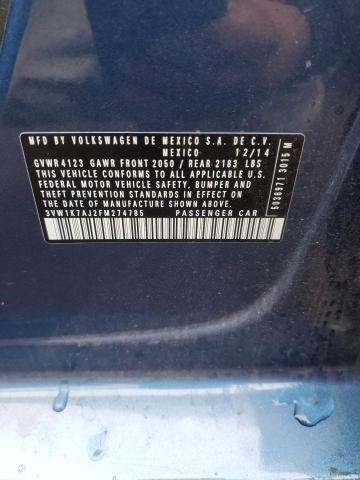 MFD BY VOLKSWAGEN DE MEXICO S.A. DE C.V.
MEXICO 12/14
GVWR 4123 GAWR FRONT 2050 / REAR 2183 LBS
THIS VEHICLE CONFORMS TO ALL APPLICABLE U.S.
FEDERAL MOTOR VEHICLE SAFETY, BUMPER AND
THEFT PREVENTION STANDARDS IN EFFECT ON
THE DATE OF MANUFACTURE SHOWN ABOVE.
3VW1K7AJ2FM274785 PASSENGER CAR
5036971 3015 M